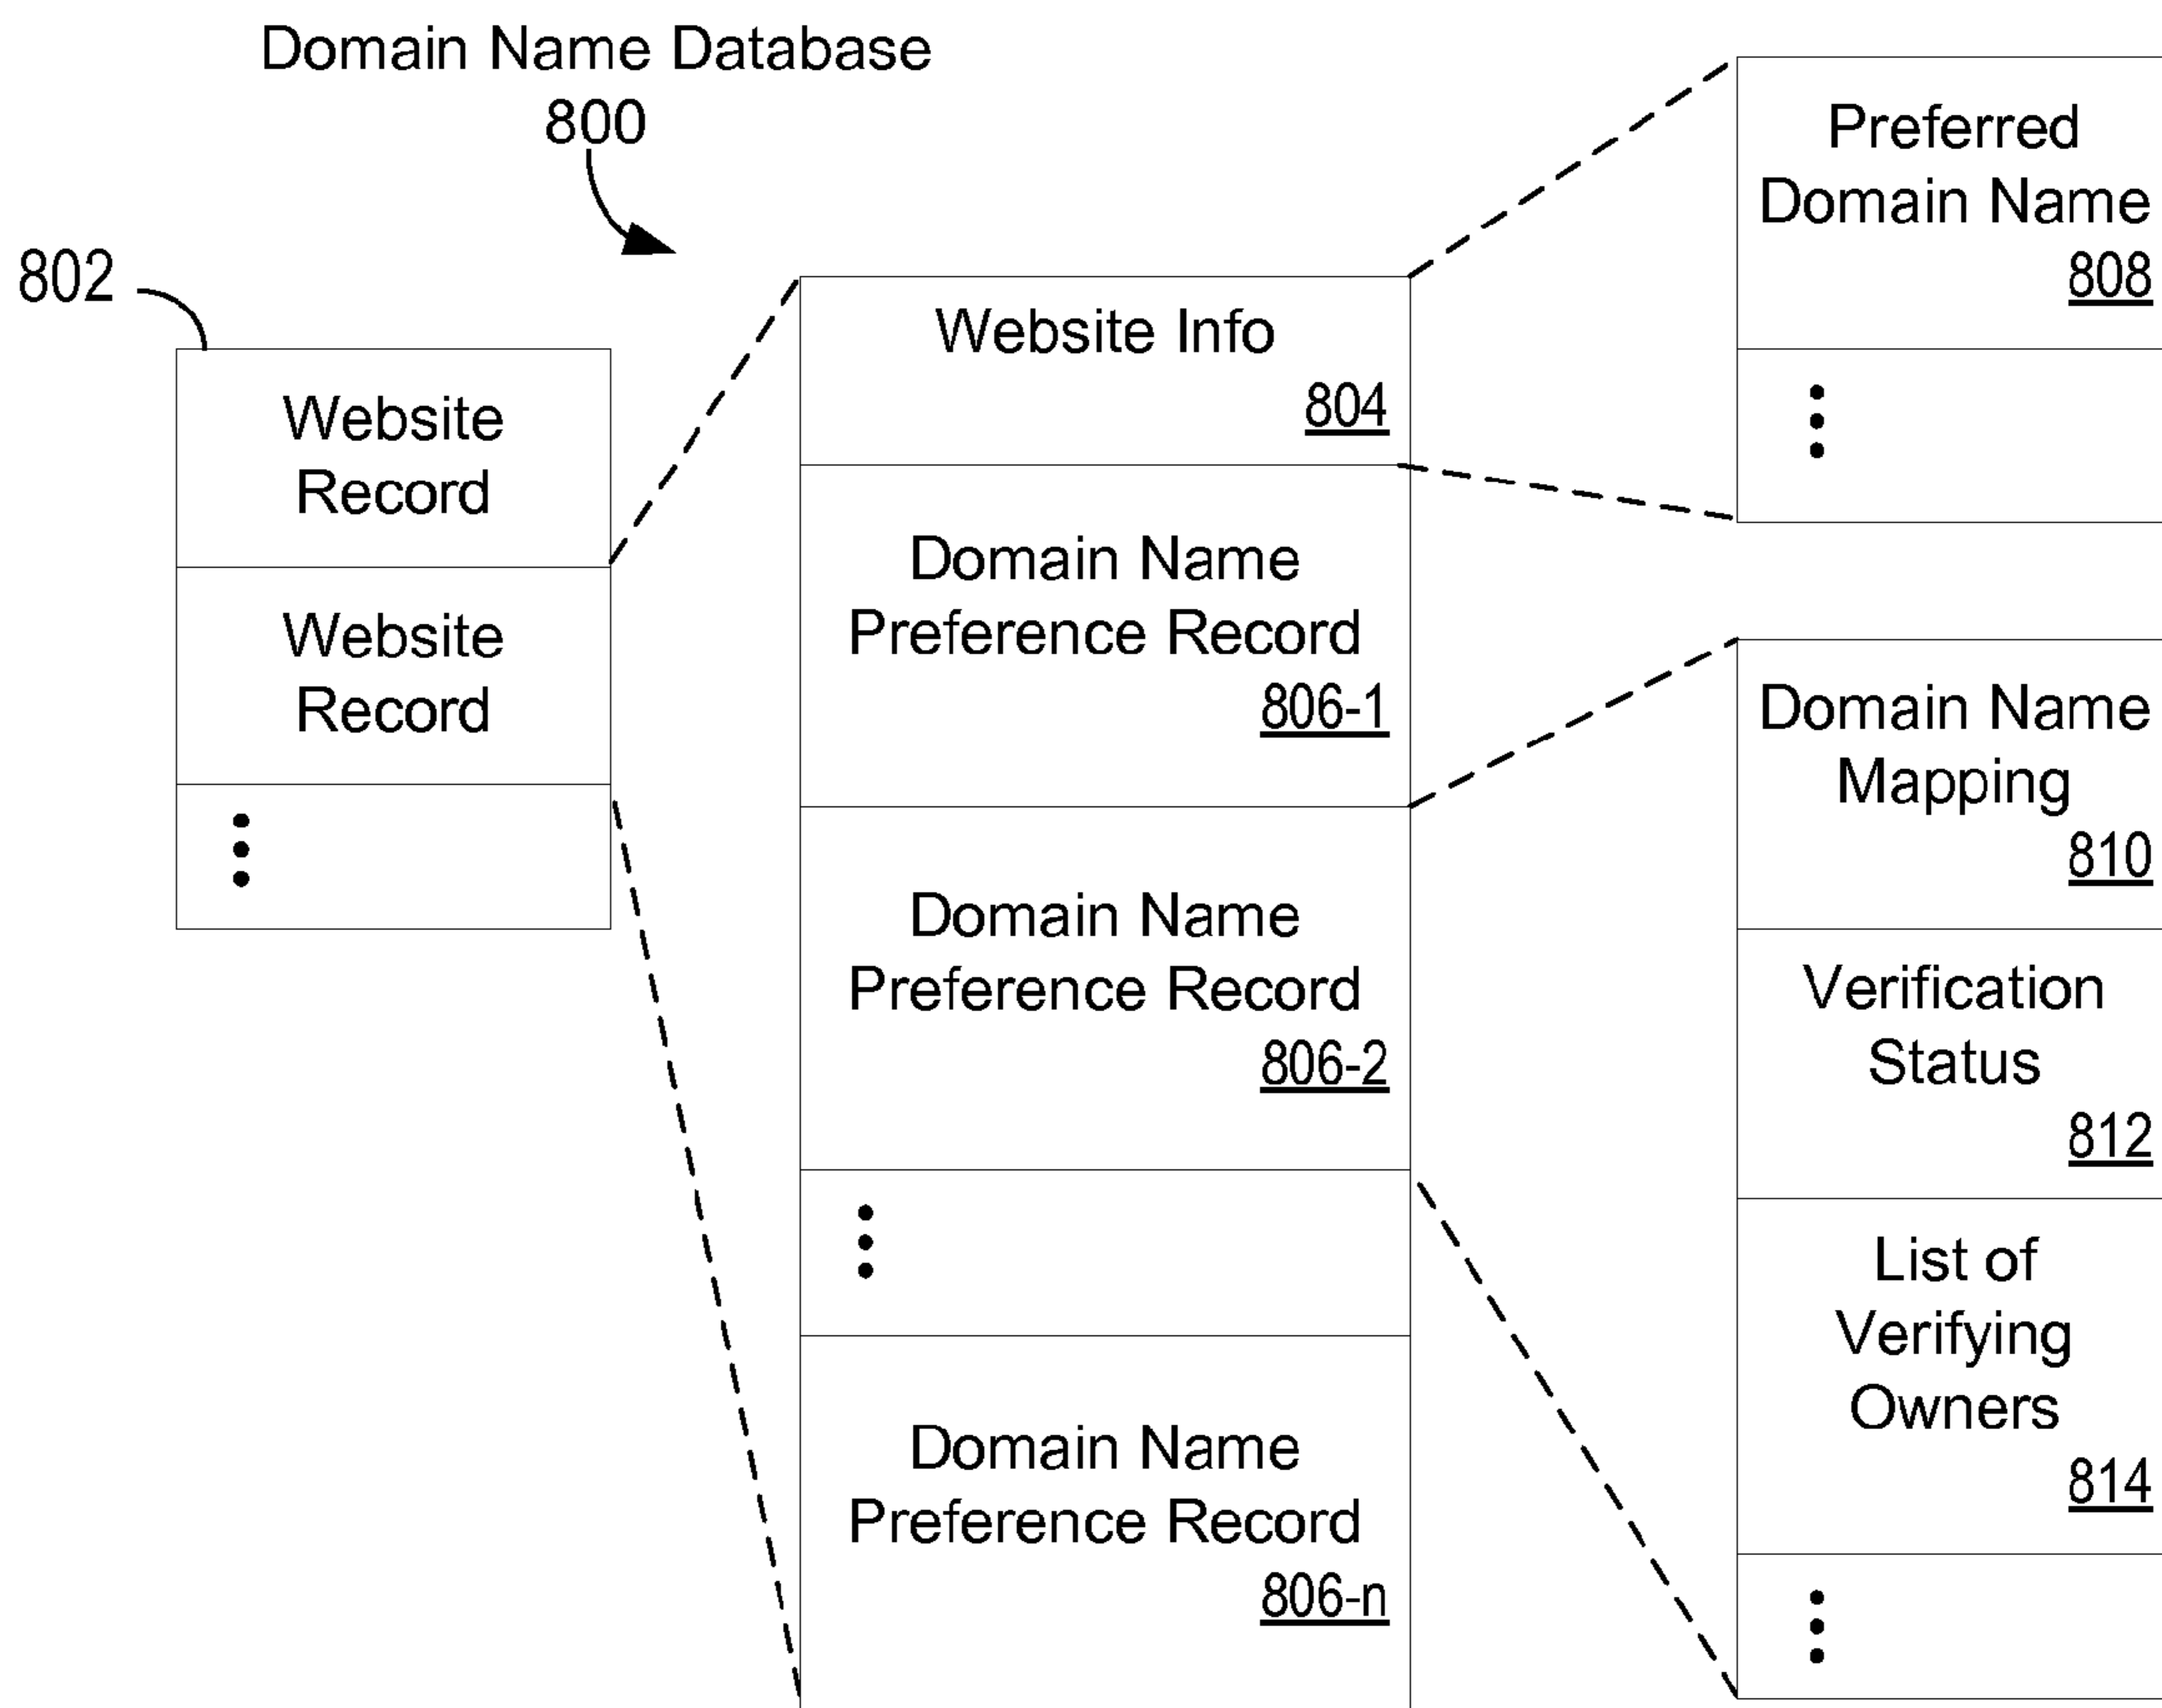 Domain Name Database
800
802
Website
Record
Website
Record
Website Info
804
Domain Name
Preference Record
806-1
Domain Name
Preference Record
806-2
Domain Name
Preference Record
806-n
Preferred
Domain Name
808
Domain Name
Mapping
810
Verification
Status
812
List of
Verifying
Owners
814